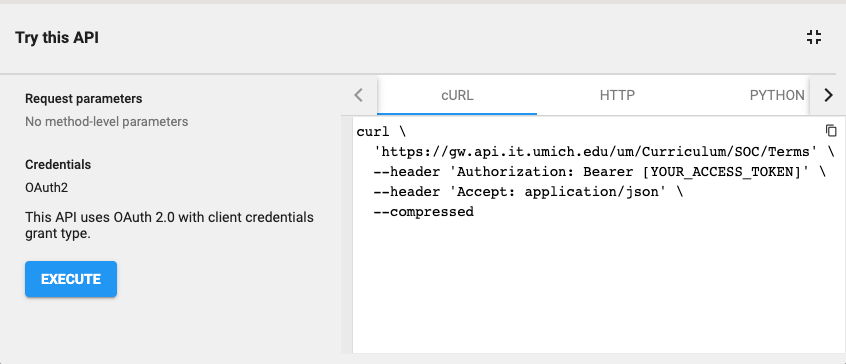 Try this API
Request parameters
No method-level parameters
Credentials
OAuth2
This API uses OAuth 2.0 with client credentials
grant type.
EXECUTE
cURL
HTTP
PYTHON
curl \
  'https://gw.api.it.umich.edu/um/Curriculum/SOC/Terms' \
  --header 'Authorization: Bearer [YOUR_ACCESS_TOKEN]' \
  --header 'Accept: application/json' \
  --compressed